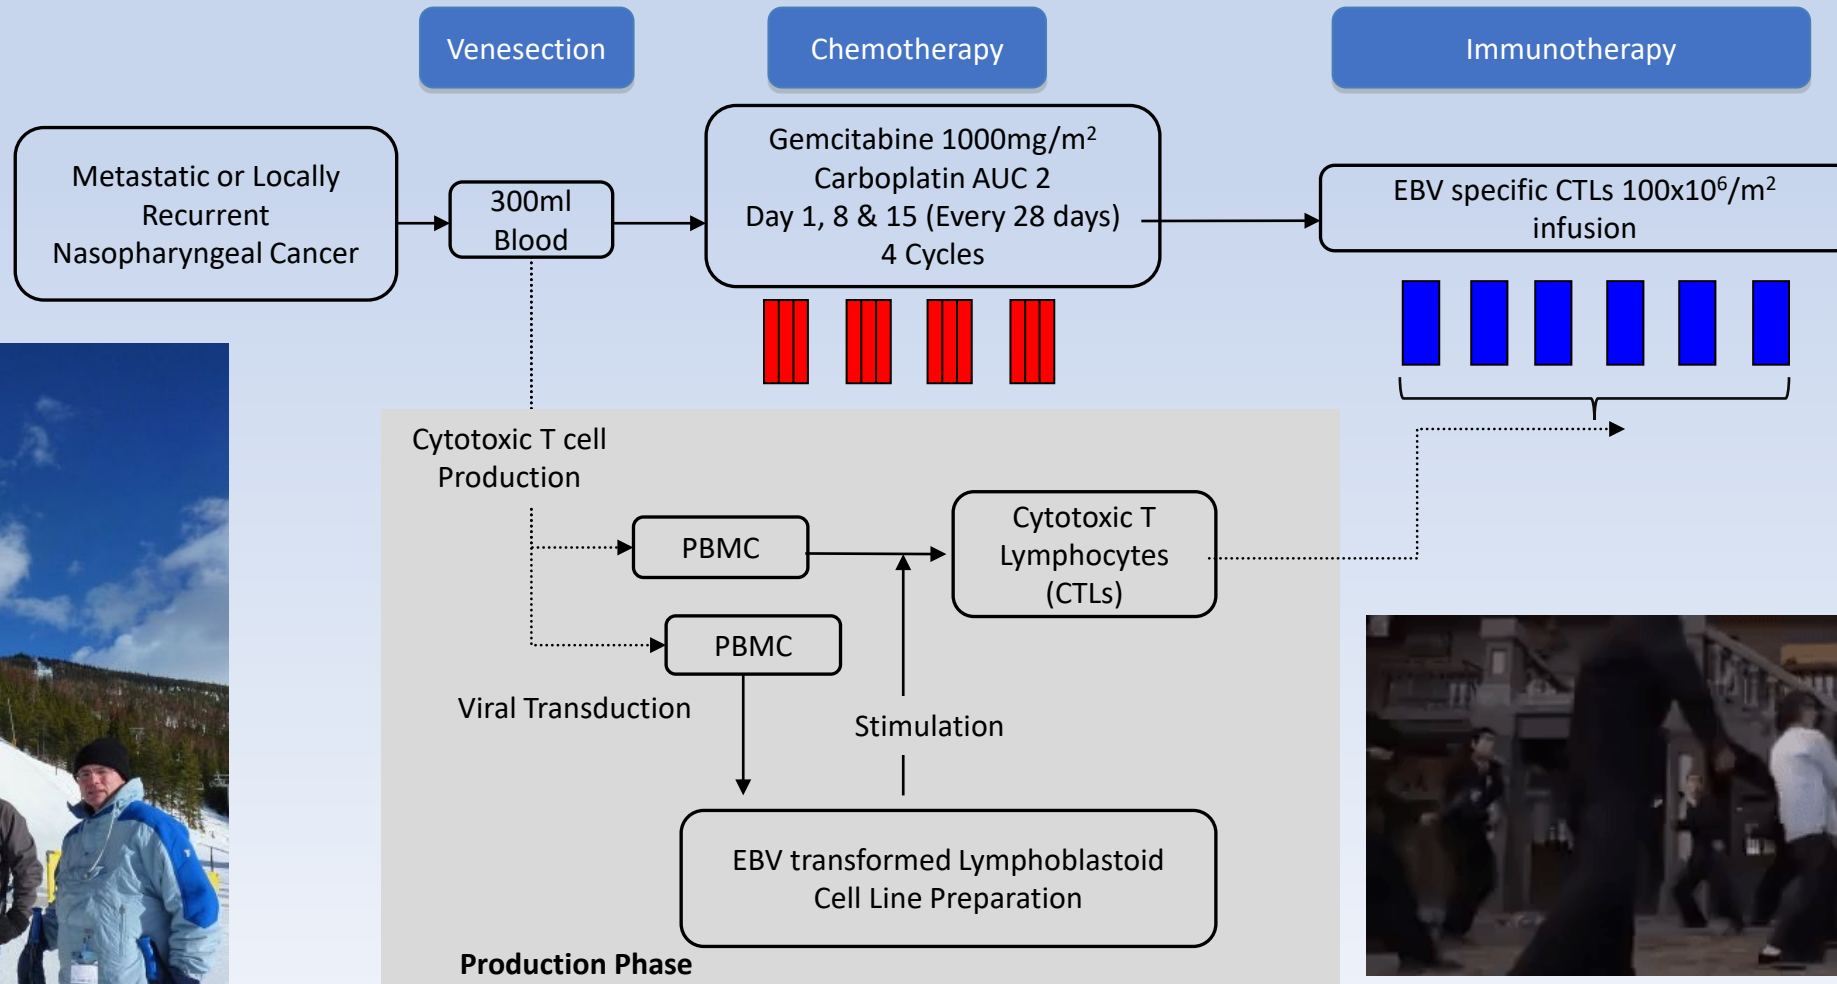 Venesection
Chemotherapy
Immunotherapy
Metastatic or Locally
Recurrent
Nasopharyngeal Cancer
300ml
Blood
Gemcitabine 1000mg/m²
Carboplatin AUC 2
Day 1, 8 & 15 (Every 28 days)
4 Cycles
EBV specific CTLs 100x10⁶/m²
infusion
Cytotoxic T cell
Production
PBMC
Cytotoxic T
Lymphocytes
(CTLs)
PBMC
Viral Transduction
Stimulation
EBV transformed Lymphoblastoid
Cell Line Preparation
Production Phase